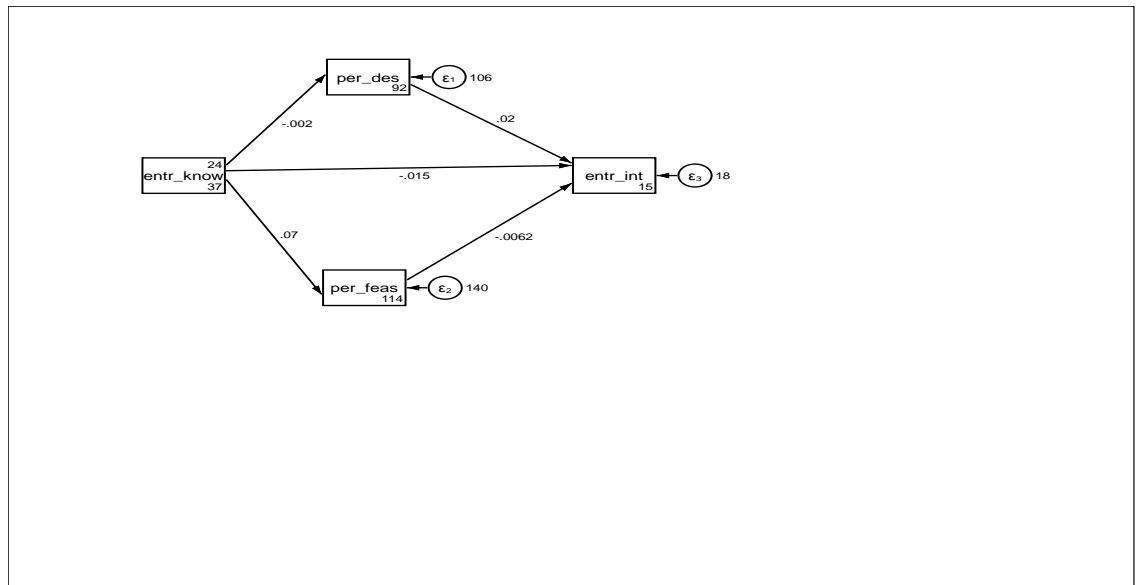 per_des
92
ε₁ 106
-.002
.02
24
entr_know
37
-.015
entr_int
15
ε₃ 18
.07
-.0062
per_feas
114
ε₂ 140